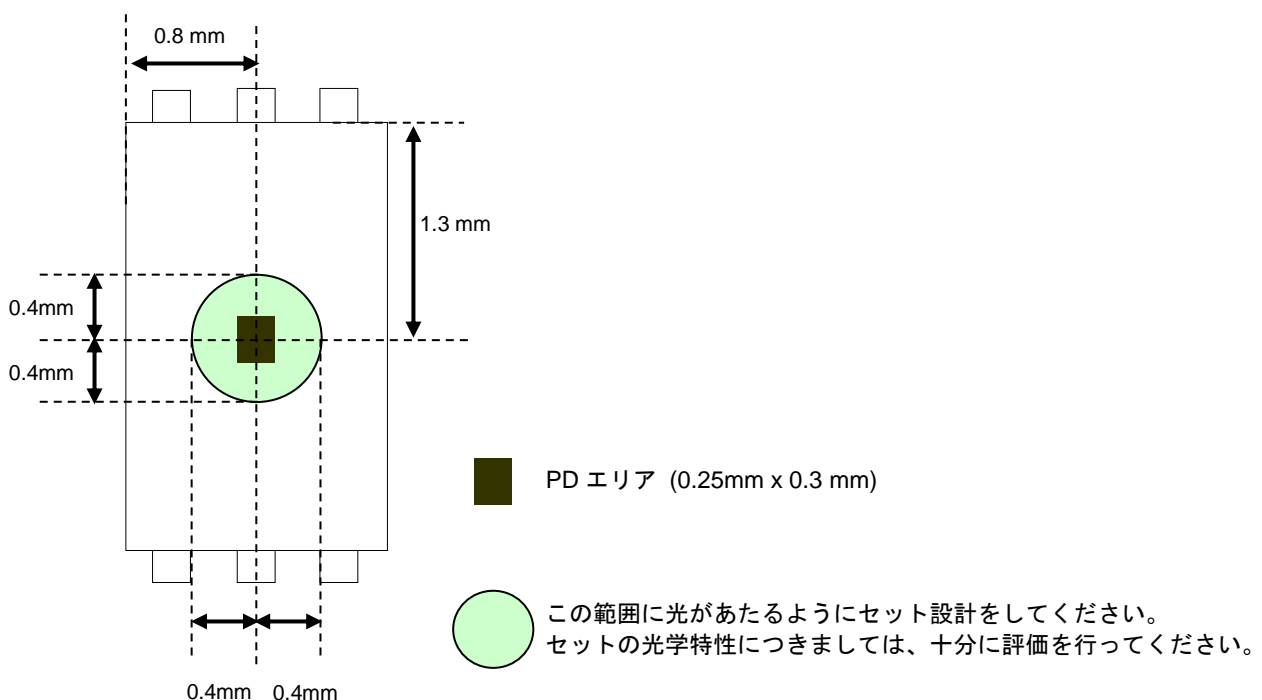 0.8 mm
1.3 mm
0.4mm
0.4mm
PD エリア (0.25mm x 0.3 mm)
この範囲に光があたるようにセット設計をしてください。
セットの光学特性につきましては、十分に評価を行ってください。
0.4mm 0.4mm